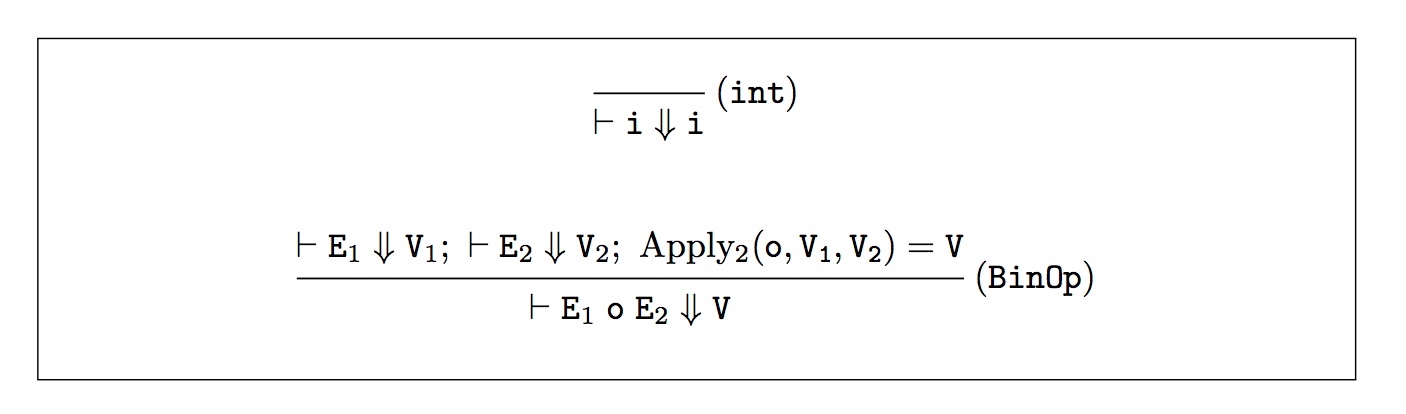 ⊢ i ⇓ i (int)
⊢ E₁ ⇓ V₁; ⊢ E₂ ⇓ V₂; Apply₂(o, V₁, V₂) = V
⊢ E₁ o E₂ ⇓ V (BinOp)